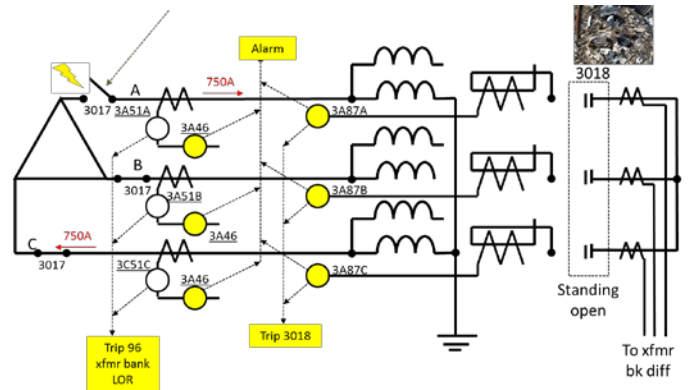 Alarm
3018
A
750A
3017
3A51A
3A46
3A87A
B
3017
3A51B
3A46
3A87B
C
750A
3017
3C51C
3A46
3A87C
Standing
open
Trip 96
xfmr bank
LOR
Trip 3018
To xfmr
bk diff